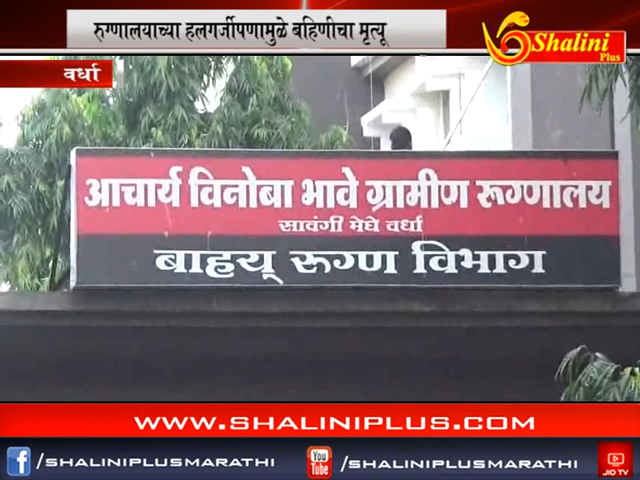 रुग्णालयाच्या हलगर्जीपणामुळे बहिणीचा मृत्यू
Shalini
Plus
वर्धा
आचार्य विनोबा भावे ग्रामीण रूग्णालय
सावंगी मेघे वर्धा
बाहय् रुग्ण विभाग
WWW.SHALINIPLUS.COM
f /SHALINIPLUSMARATHI
You Tube /SHALINIPLUSMARATHI
JIO TV